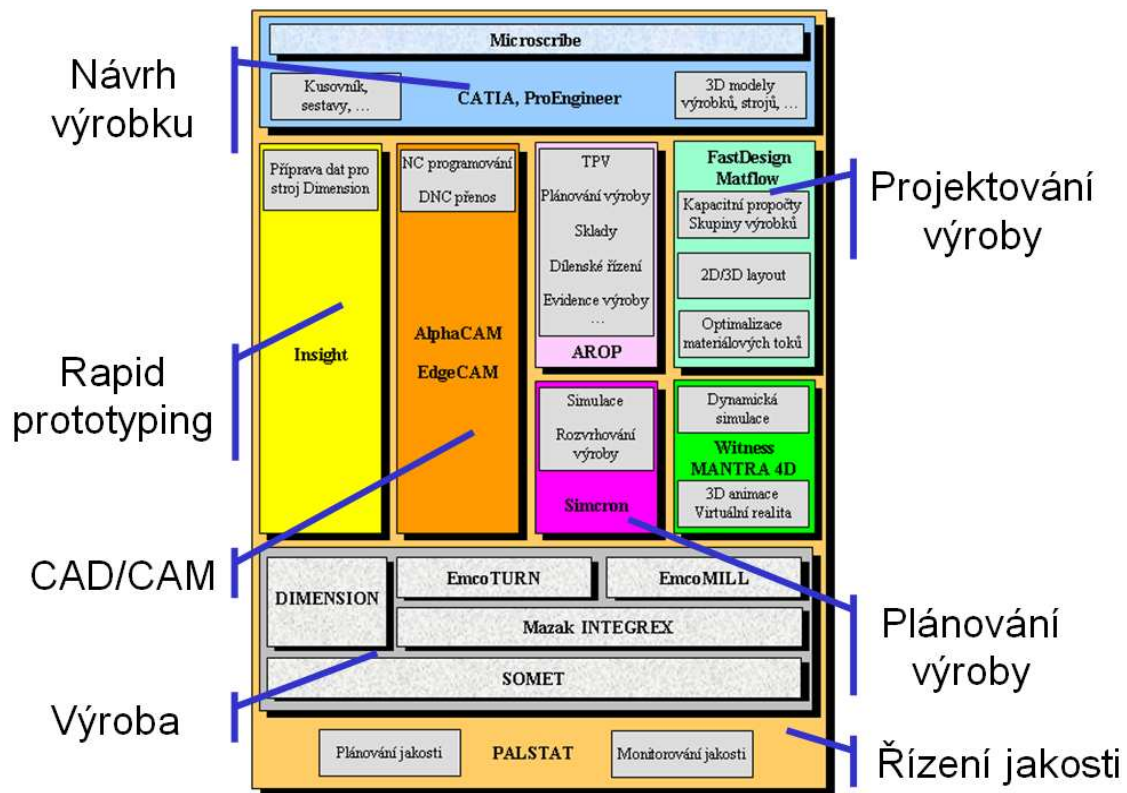 Microscribe
Návrh
výrobku
Kusovník,
sestavy, ...
CATIA, ProEngineer
3D modely
výrobků, strojů, ...
Příprava dat pro
stroj Dimension
Insight
NC programování
DNC přenos
AlphaCAM
EdgeCAM
TPV
Plánování výroby
Sklady
Dílenské řízení
Evidence výroby
...
AROP
FastDesign
Matflow
Kapacitní propočty
Skupiny výrobků
2D/3D layout
Optimalizace
materiálových toků
Projektování
výroby
Rapid
prototyping
Simulace
Rozvrhování
výroby
Simcron
Dynamická
simulace
Witness
MANTRA 4D
3D animace
Virtuální realita
CAD/CAM
DIMENSION
EmcoTURN
EmcoMILL
Mazak INTEGREX
SOMET
Plánování
výroby
Výroba
Plánování jakosti
PALSTAT
Monitorování jakosti
Řízení jakosti